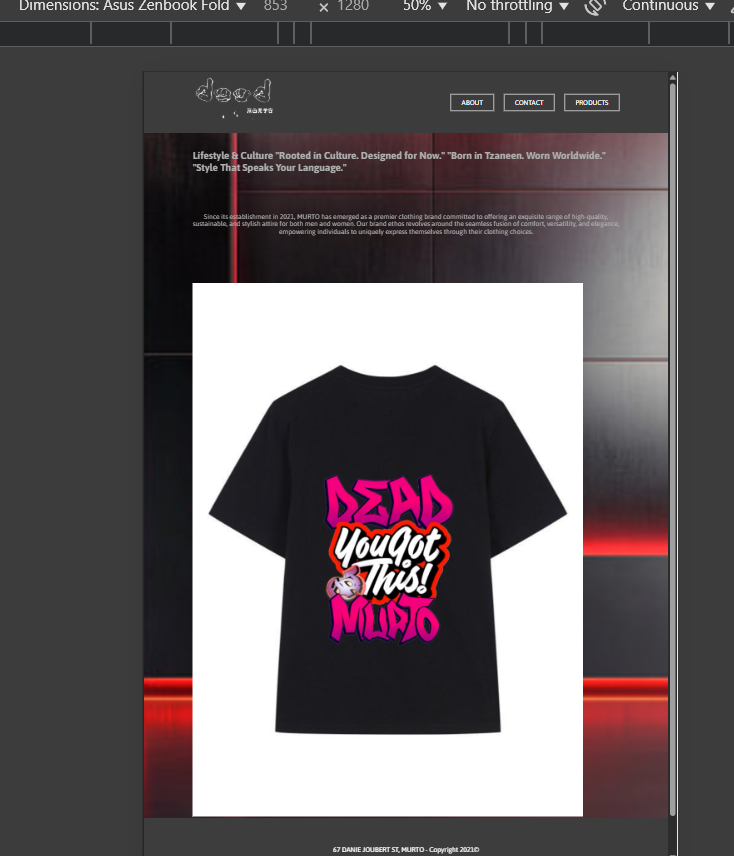 Dimensions: Asus Zenbook Fold ▼ 853 × 1280 50% ▼ No throttling ▼ Continuous ▼
ABOUT CONTACT PRODUCTS
Lifestyle & Culture "Rooted in Culture. Designed for Now." "Born in Tzaneen. Worn Worldwide."
"Style That Speaks Your Language."
Since its establishment in 2021, MURTO has emerged as a premier clothing brand committed to offering an exquisite range of high-quality,
sustainable, and stylish attire for both men and women. Our brand ethos revolves around the seamless fusion of comfort, versatility, and elegance,
empowering individuals to uniquely express themselves through their clothing choices.
DEAD
You Got
This!
MURTO
67 DANIE JOUBERT ST, MURTO - Copyright 2021©